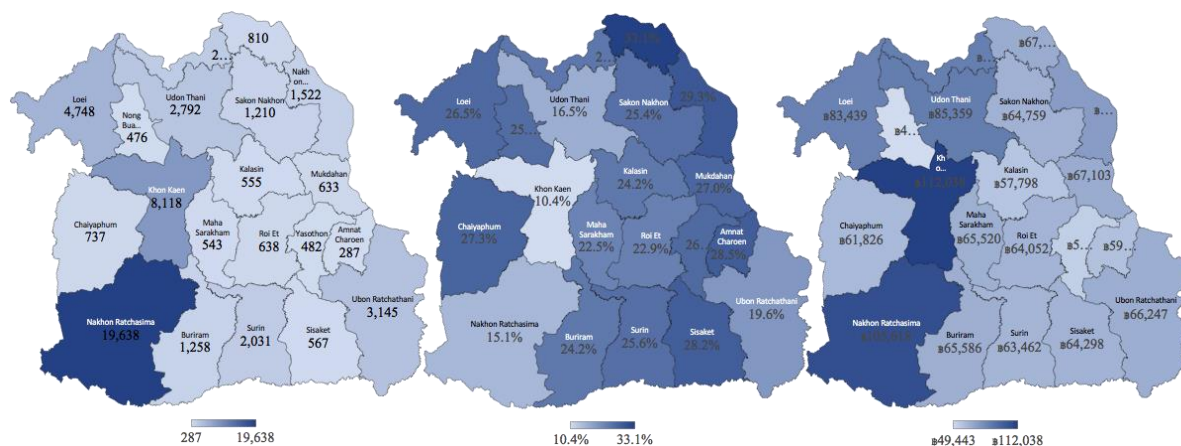 810
2…
Nakh
on…
1,522
Loei
4,748
Udon Thani
2,792
Sakon Nakhon
1,210
Nong
Bua…
476
Kalasin
555
Mukdahan
633
Khon Kaen
8,118
Chaiyaphum
737
Maha
Sarakham
543
Roi Et
638
Yasothon
482
Amnat
Charoen
287
Ubon Ratchathani
3,145
Nakhon Ratchasima
19,638
Buriram
1,258
Surin
2,031
Sisaket
567
287 19,638
33.1%
2…
29.3%
Loei
26.5%
Udon Thani
16.5%
Sakon Nakhon
25.4%
25…
Kalasin
24.2%
Mukdahan
27.0%
Khon Kaen
10.4%
Chaiyaphum
27.3%
Maha
Sarakham
22.5%
Roi Et
22.9%
26…
Amnat
Charoen
28.5%
Ubon Ratchathani
19.6%
Nakhon Ratchasima
15.1%
Buriram
24.2%
Surin
25.6%
Sisaket
28.2%
10.4% 33.1%
฿67,…
฿…
฿…
Loei
฿83,439
Udon Thani
฿85,359
Sakon Nakhon
฿64,759
฿4…
Kh
o…
฿112,038
Kalasin
฿57,798
฿67,103
Chaiyaphum
฿61,826
Maha
Sarakham
฿65,520
Roi Et
฿64,052
฿5…
฿59…
Ubon Ratchathani
฿66,247
Nakhon Ratchasima
Buriram
฿65,586
Surin
฿63,462
Sisaket
฿64,298
฿49,443 ฿112,038